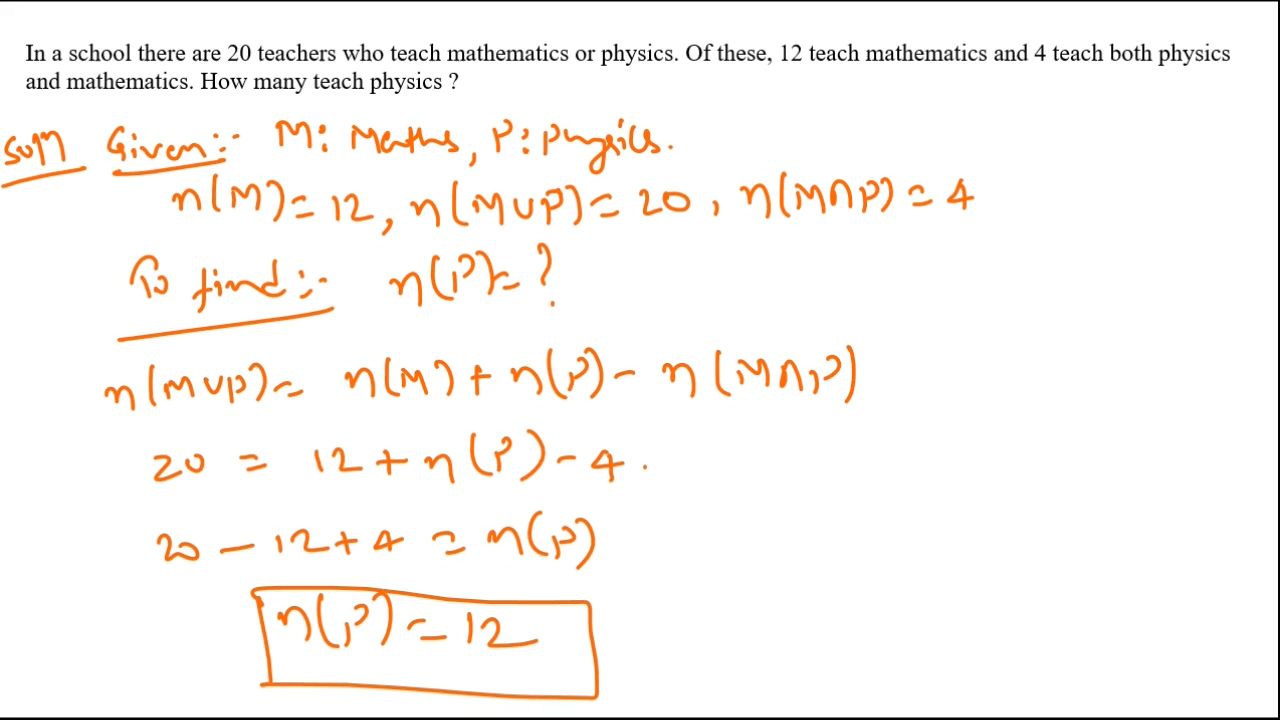 In a school there are 20 teachers who teach mathematics or physics. Of these, 12 teach mathematics and 4 teach both physics
and mathematics. How many teach physics ?
Soln Given:- M: Maths, P: Physics.
n(M)=12, n(M∪P)=20, n(M∩P)=4
To find:- n(P)=?
n(M∪P)= n(M)+n(P)-n(M∩P)
20 = 12+n(P)-4.
20-12+4=n(P)
n(P)=12